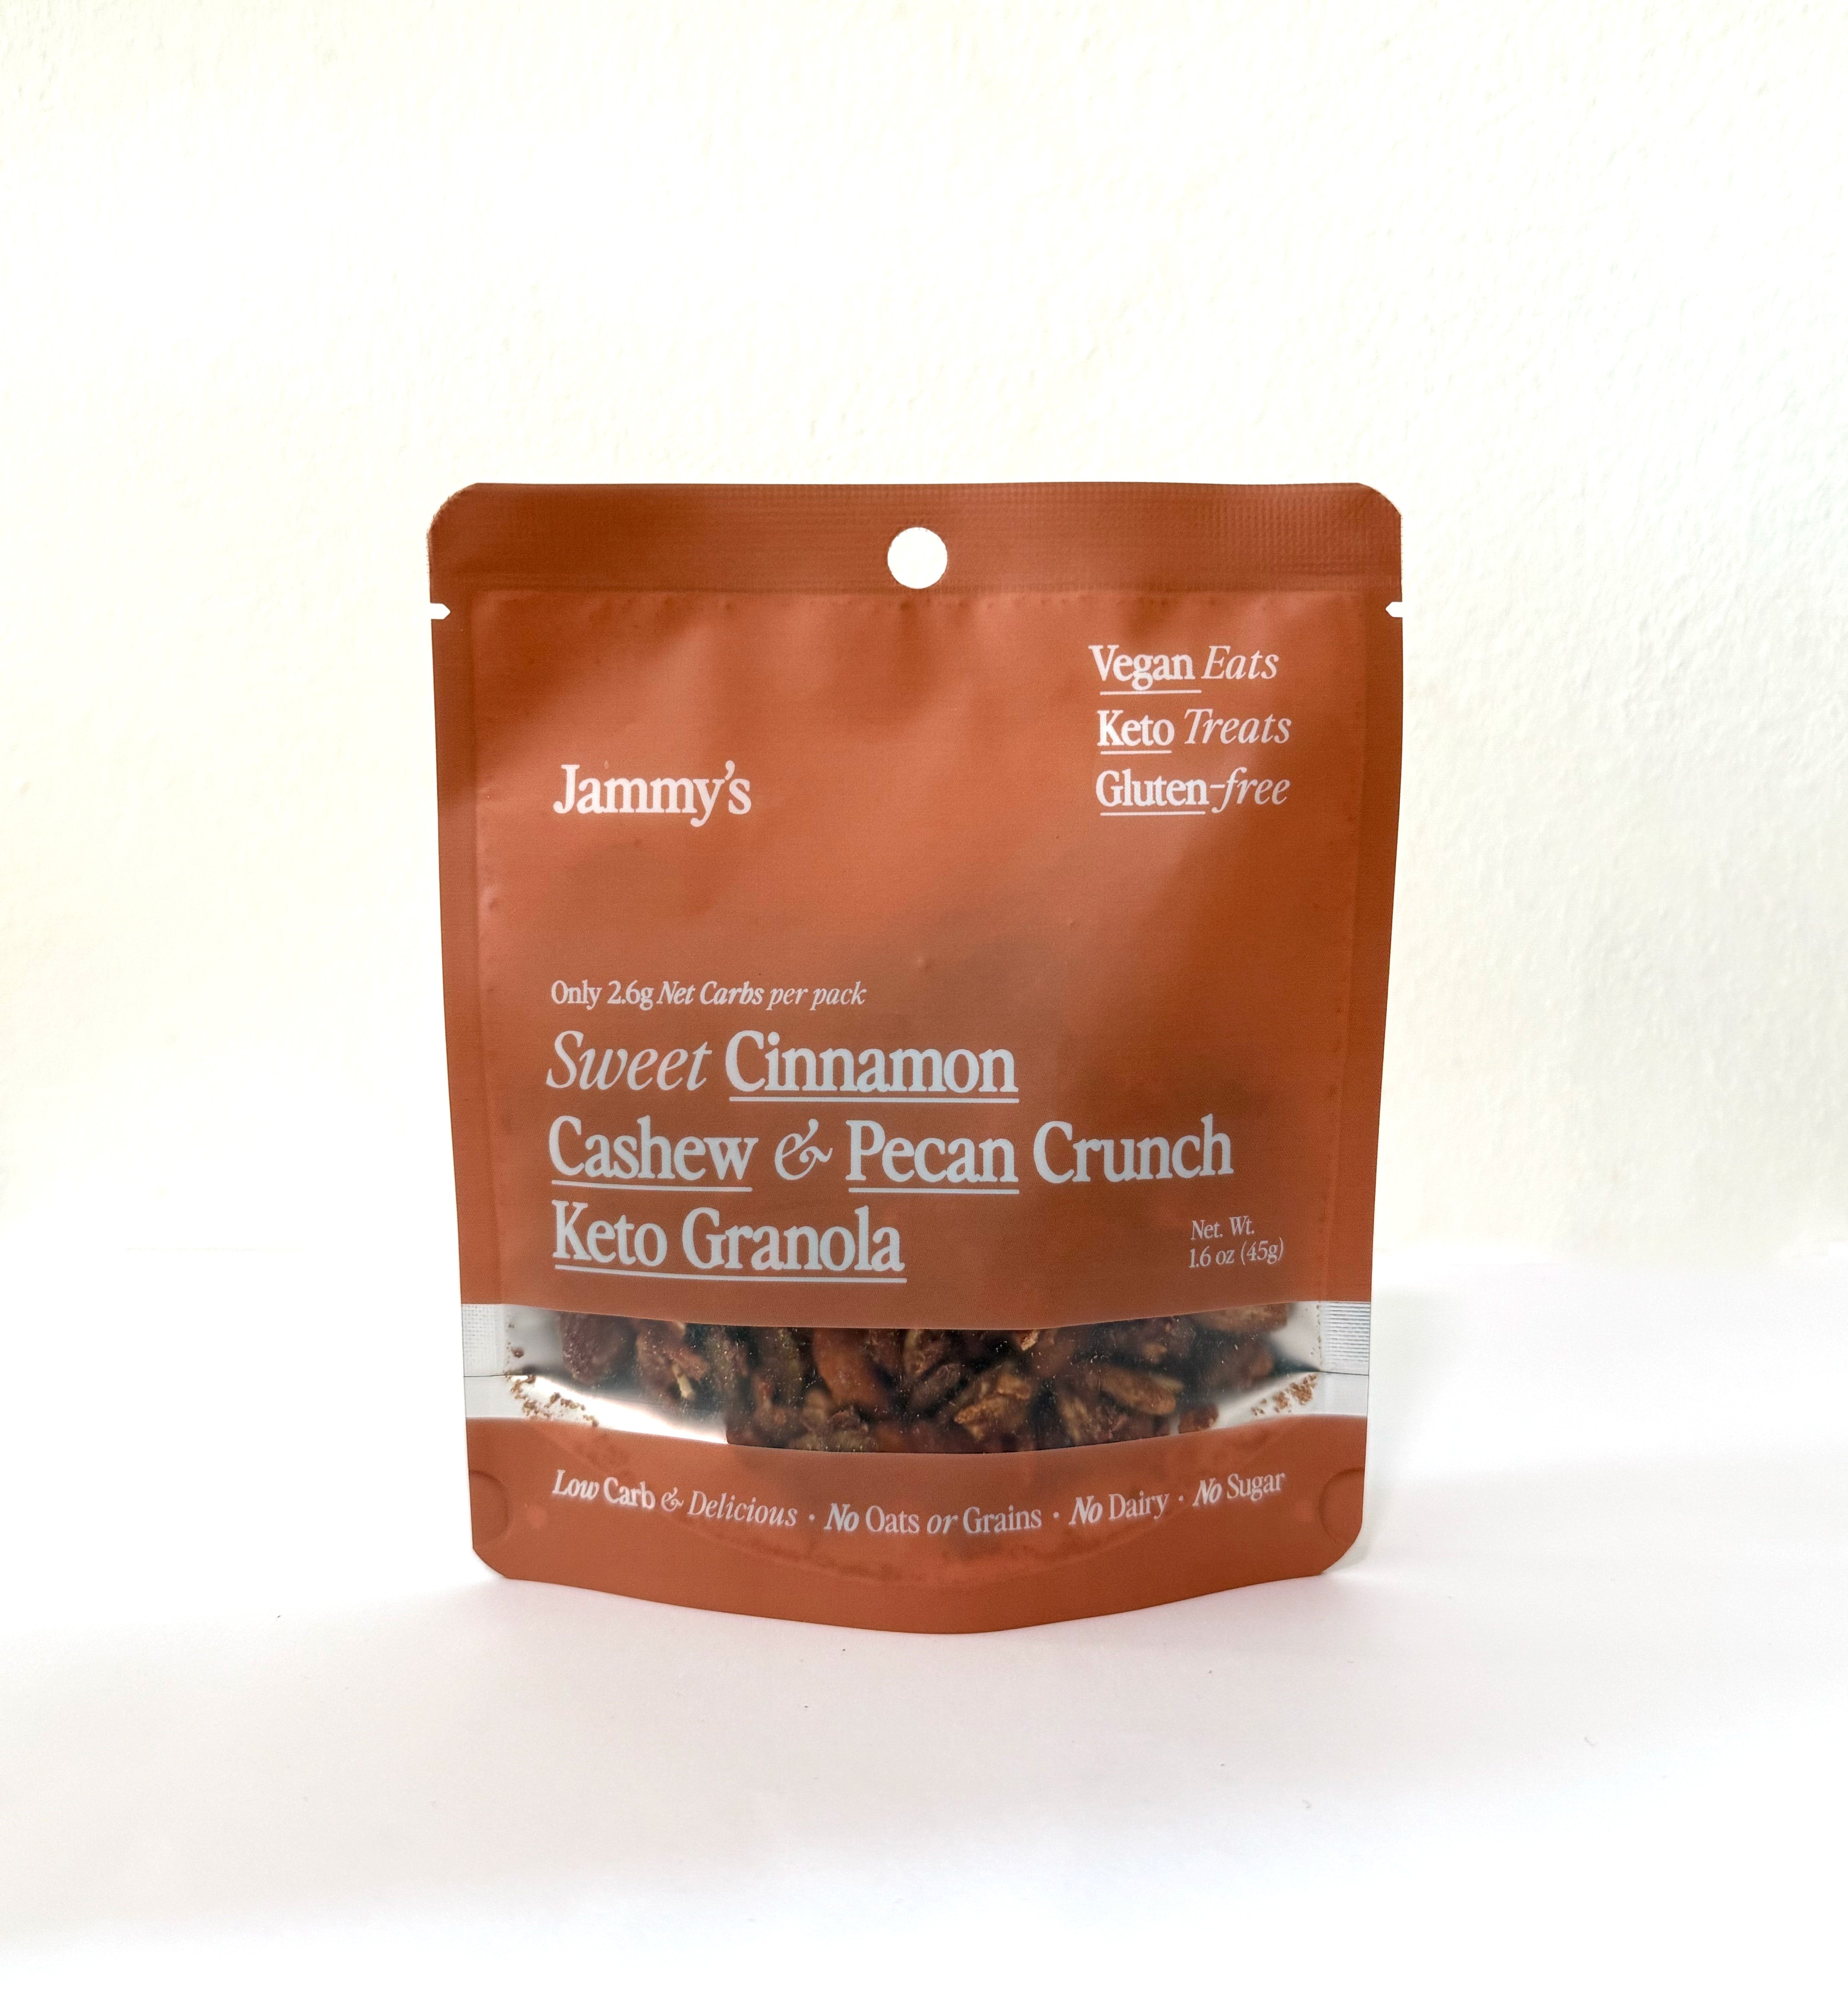 Vegan Eats
Keto Treats
Gluten-free
Jammy's
Only 2.6g Net Carbs per pack
Sweet Cinnamon
Cashew & Pecan Crunch
Keto Granola
Net. Wt.
1.6 oz (45g)
Low Carb & Delicious · No Oats or Grains · No Dairy · No Sugar